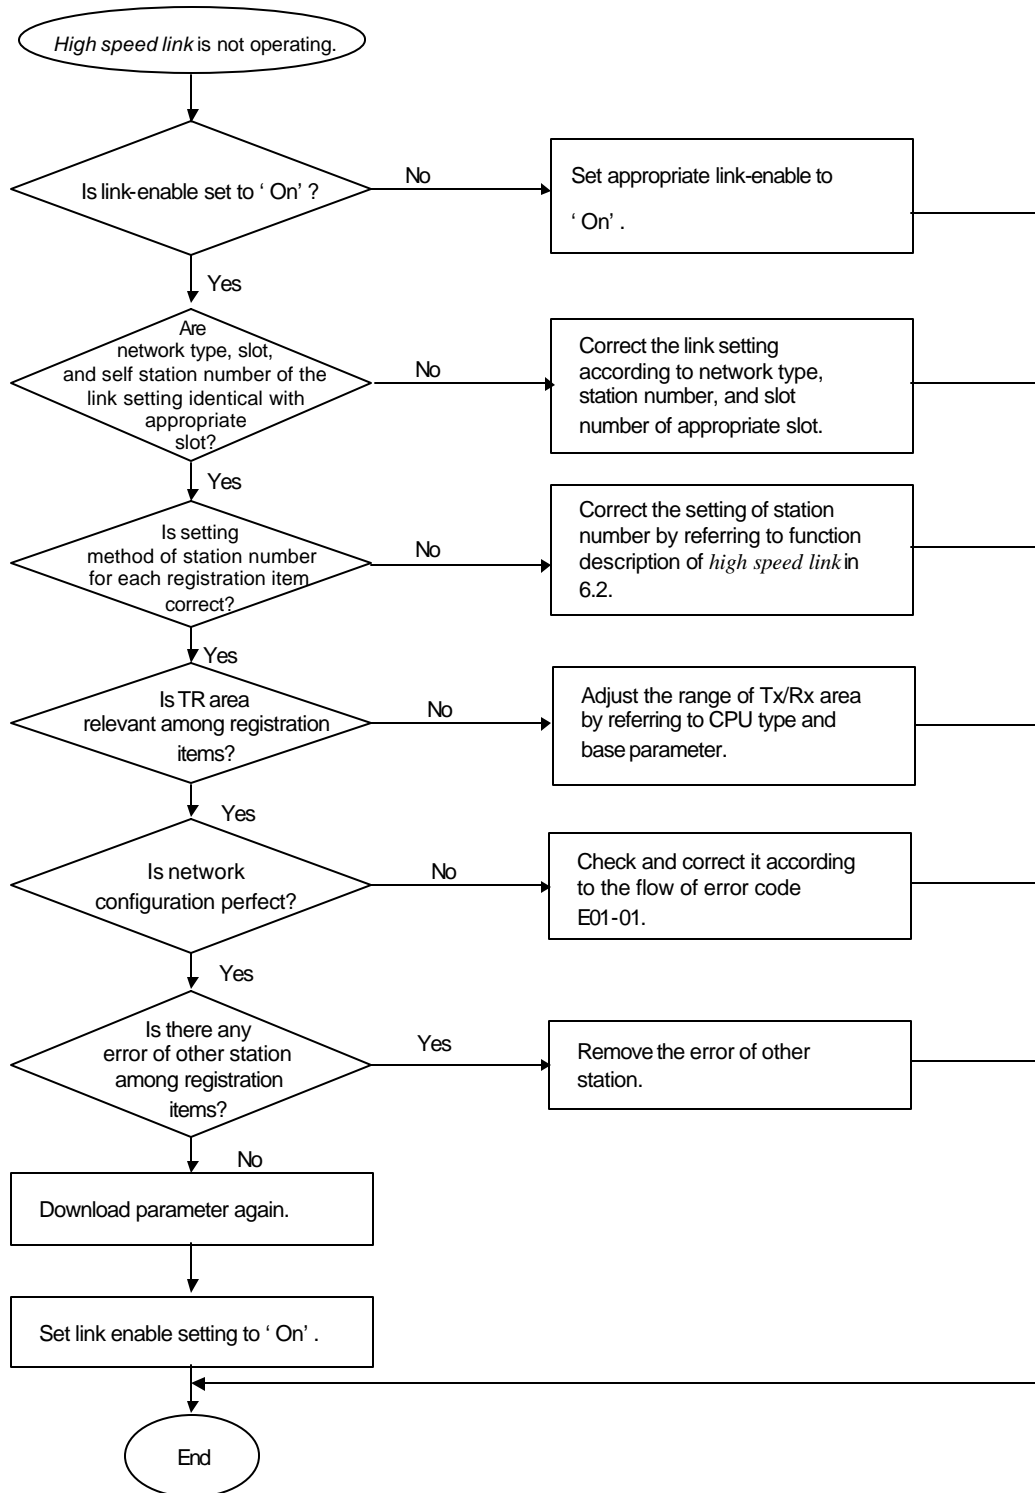 High speed link is not operating.
Is link-enable set to ‘ On’ ?
No
Set appropriate link-enable to
‘ On’ .
Yes
Are
network type, slot,
and self station number of the
link setting identical with
appropriate
slot?
No
Correct the link setting
according to network type,
station number, and slot
number of appropriate slot.
Yes
Is setting
method of station number
for each registration item
correct?
No
Correct the setting of station
number by referring to function
description of high speed link in
6.2.
Yes
Is TR area
relevant among registration
items?
No
Adjust the range of Tx/Rx area
by referring to CPU type and
base parameter.
Yes
Is network
configuration perfect?
No
Check and correct it according
to the flow of error code
E01-01.
Yes
Is there any
error of other station
among registration
items?
Yes
Remove the error of other
station.
No
Download parameter again.
Set link enable setting to ‘ On’ .
End